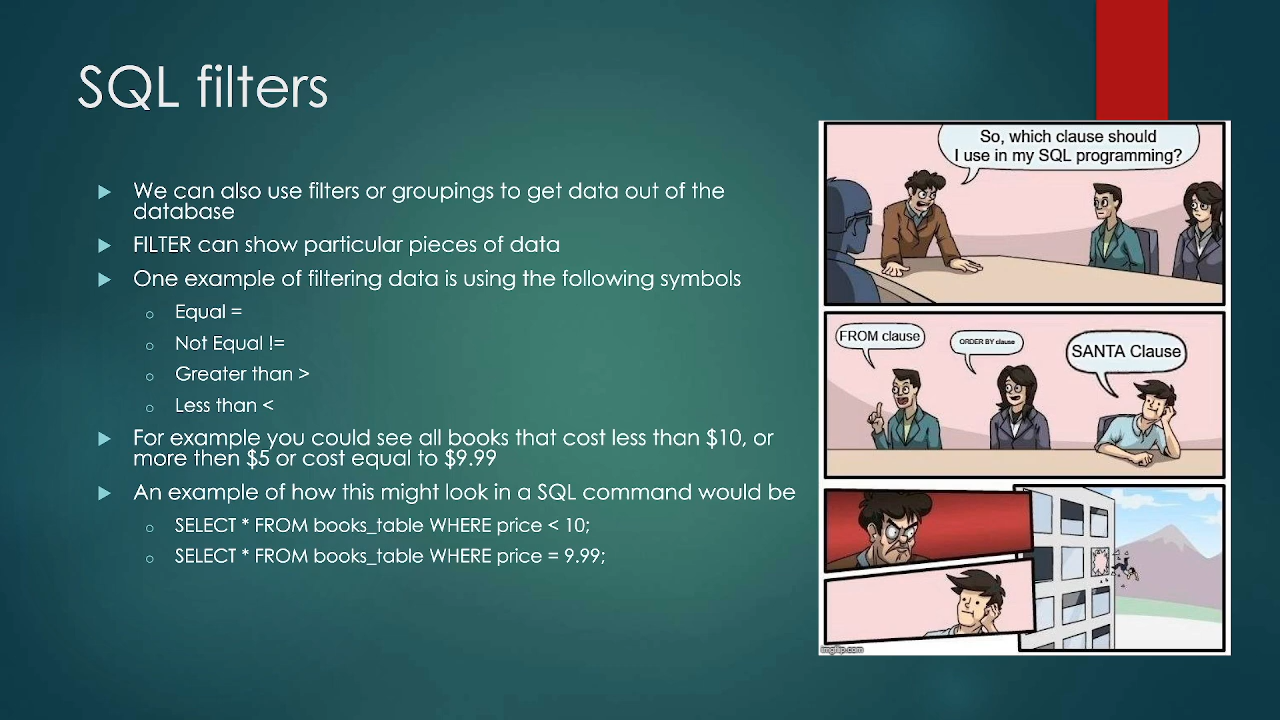 SQL filters
We can also use filters or groupings to get data out of the
database
FILTER can show particular pieces of data
One example of filtering data is using the following symbols
Equal =
Not Equal !=
Greater than >
Less than <
For example you could see all books that cost less than $10, or
more then $5 or cost equal to $9.99
An example of how this might look in a SQL command would be
SELECT * FROM books_table WHERE price < 10;
SELECT * FROM books_table WHERE price = 9.99;
So, which clause should
I use in my SQL programming?
FROM clause
ORDER BY clause
SANTA Clause
imgflip.com